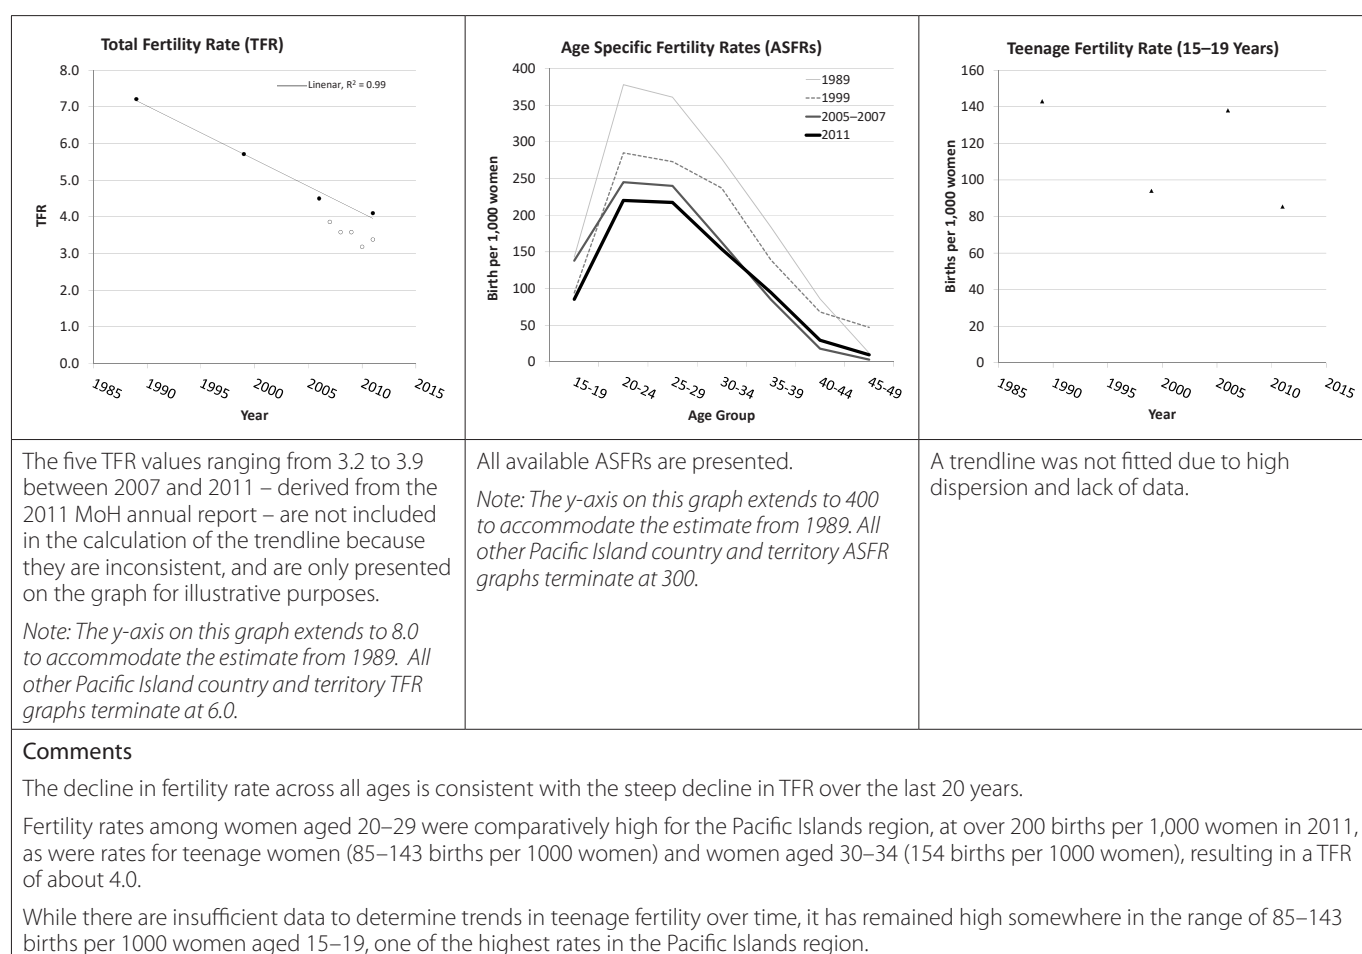 Total Fertility Rate (TFR)
8.0
7.0
6.0
5.0
4.0
3.0
2.0
1.0
0.0
TFR
Linenar, R² = 0.99
1985
1990
1995
2000
2005
2010
2015
Year
Age Specific Fertility Rates (ASFRs)
400
350
300
250
200
150
100
50
0
Birth per 1,000 women
1989
1999
2005–2007
2011
15-19
20-24
25-29
30-34
35-39
40-44
45-49
Age Group
Teenage Fertility Rate (15–19 Years)
160
140
120
100
80
60
40
20
0
Births per 1,000 women
1985
1990
1995
2000
2005
2010
2015
Year
The five TFR values ranging from 3.2 to 3.9
between 2007 and 2011 – derived from the
2011 MoH annual report – are not included
in the calculation of the trendline because
they are inconsistent, and are only presented
on the graph for illustrative purposes.
Note: The y-axis on this graph extends to 8.0
to accommodate the estimate from 1989. All
other Pacific Island country and territory TFR
graphs terminate at 6.0.
All available ASFRs are presented.
Note: The y-axis on this graph extends to 400
to accommodate the estimate from 1989. All
other Pacific Island country and territory ASFR
graphs terminate at 300.
A trendline was not fitted due to high
dispersion and lack of data.
Comments
The decline in fertility rate across all ages is consistent with the steep decline in TFR over the last 20 years.
Fertility rates among women aged 20–29 were comparatively high for the Pacific Islands region, at over 200 births per 1,000 women in 2011,
as were rates for teenage women (85–143 births per 1000 women) and women aged 30–34 (154 births per 1000 women), resulting in a TFR
of about 4.0.
While there are insufficient data to determine trends in teenage fertility over time, it has remained high somewhere in the range of 85–143
births per 1000 women aged 15–19, one of the highest rates in the Pacific Islands region.